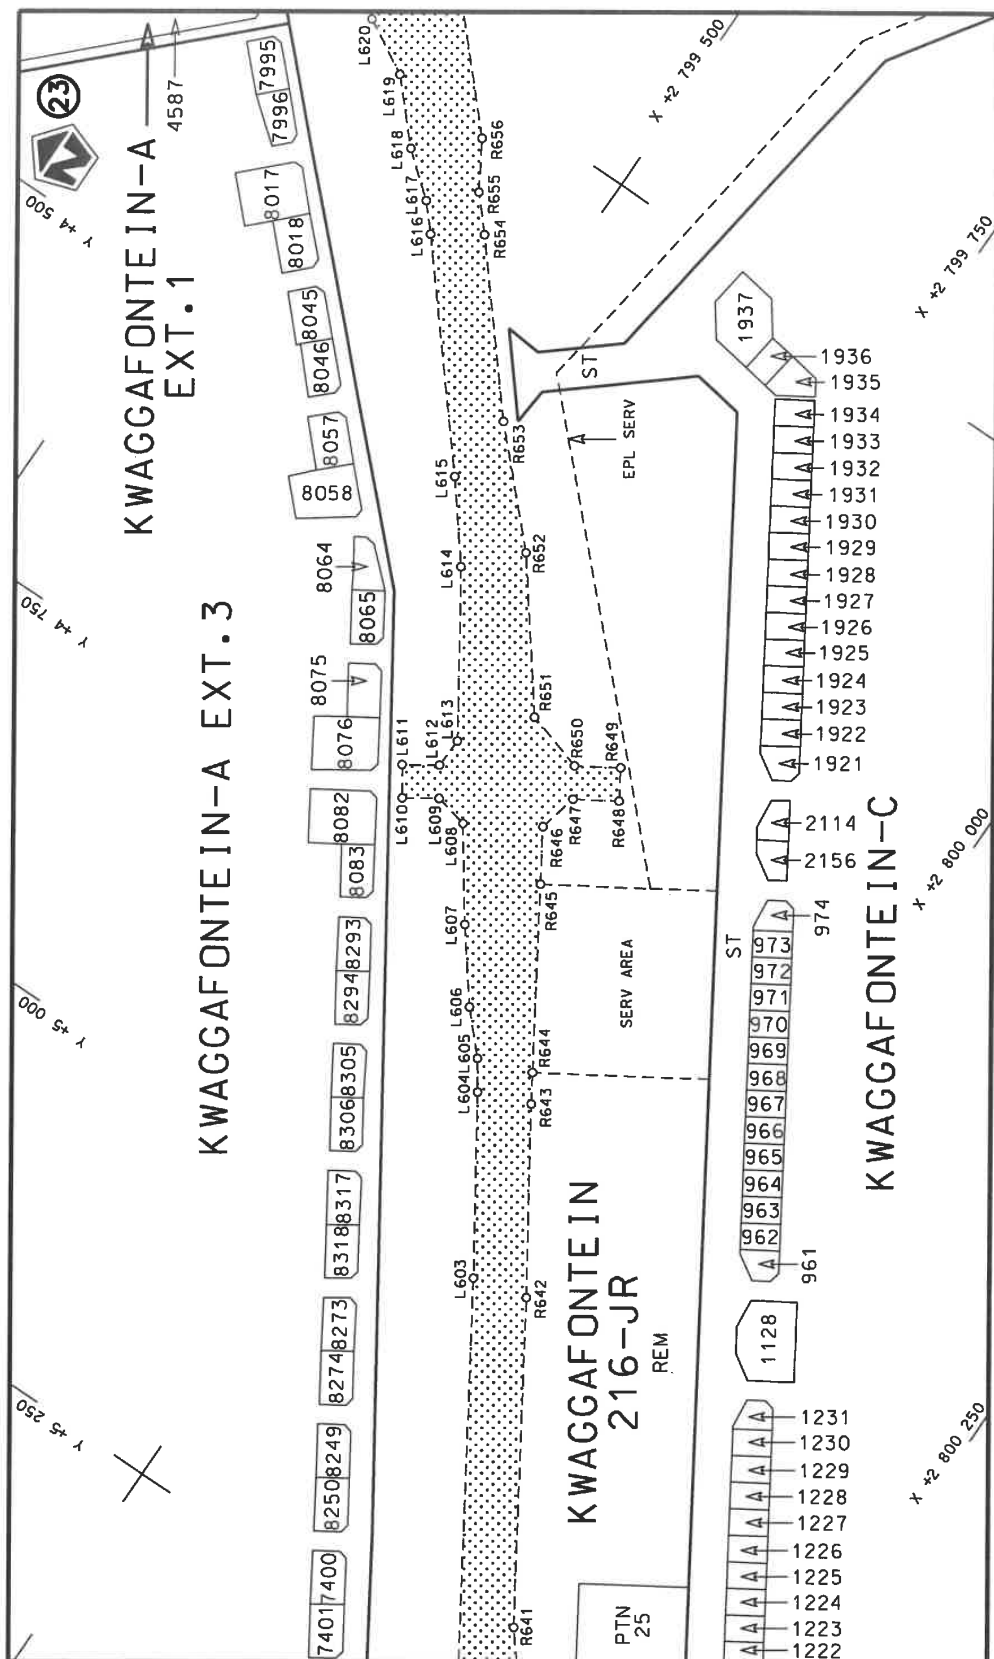 23
KWAGGAFONTEIN-A
EXT.1
4587
KWAGGAFONTEIN-A EXT.3
Y +4 500
Y +4 750
Y +5 000
Y +5 250
7995
7996
8017
8018
8045
8046
8057
8058
8064
8065
8075
8076
8082
8083
8293
8294
8305
8306
8317
8318
8273
8274
8249
8250
7400
7401
L620
L619
L618
L617
L616
L615
L614
L613
L612
L611
L610
L609
L608
L607
L606
L605
L604
L603
R656
R655
R654
R653
R652
R651
R650
R649
R648
R647
R646
R645
R644
R643
R642
R641
ST
EPL SERV
SERV AREA
ST
KWAGGAFONTEIN
216-JR
REM
PTN
25
X +2 799 500
X +2 799 750
X +2 800 000
X +2 800 250
KWAGGAFONTEIN-C
1937
1936
1935
1934
1933
1932
1931
1930
1929
1928
1927
1926
1925
1924
1923
1922
1921
2114
2156
974
973
972
971
970
969
968
967
966
965
964
963
962
961
1128
1231
1230
1229
1228
1227
1226
1225
1224
1223
1222